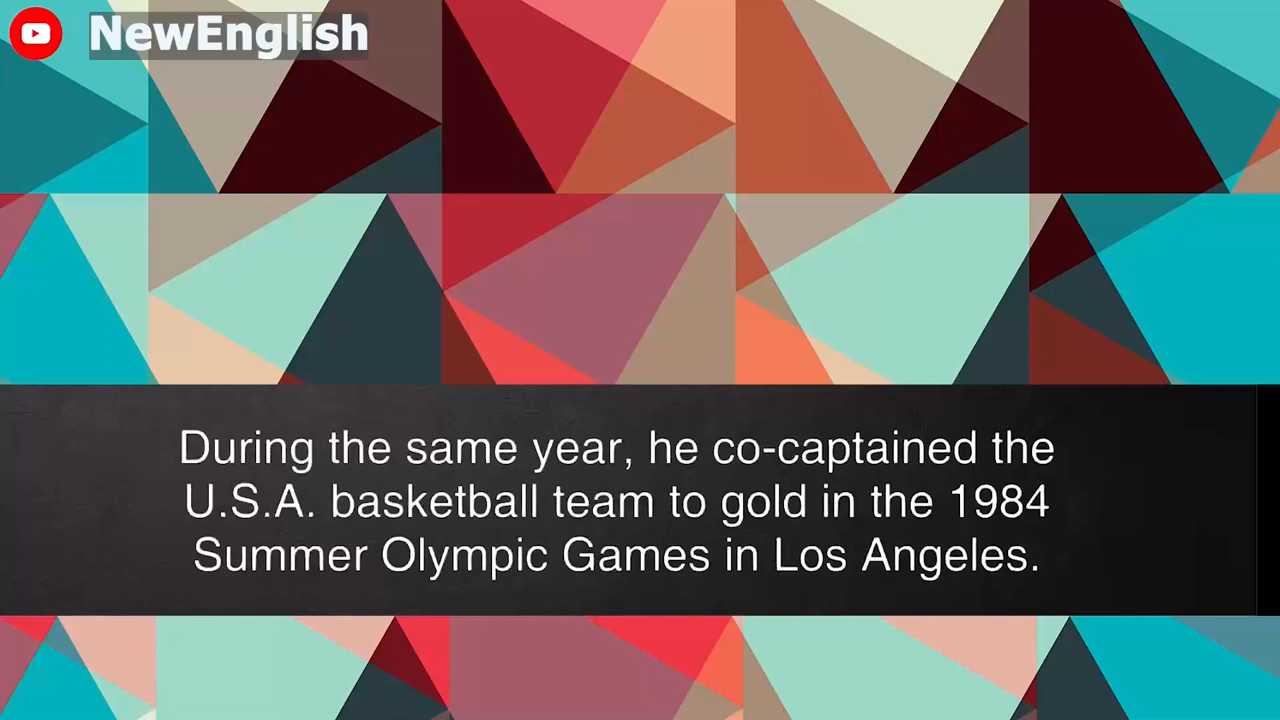 NewEnglish
During the same year, he co-captained the
U.S.A. basketball team to gold in the 1984
Summer Olympic Games in Los Angeles.